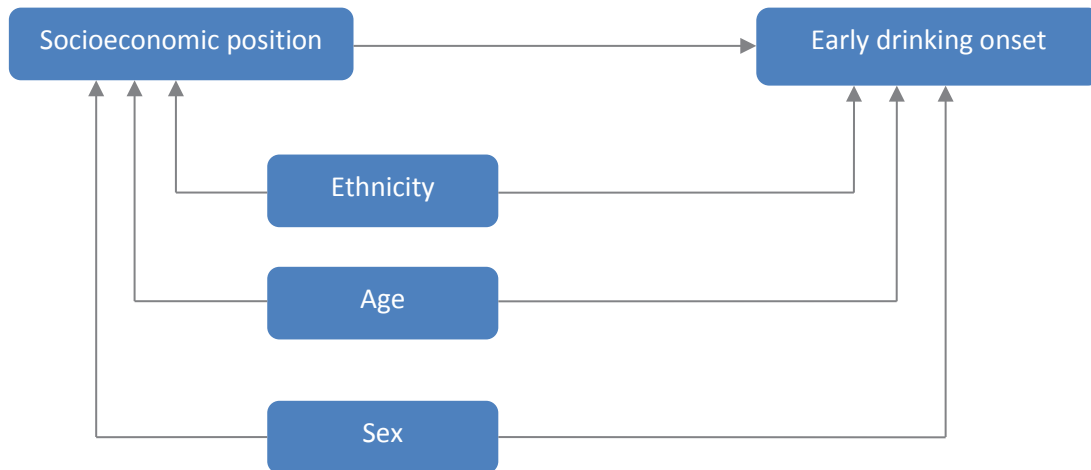 Socioeconomic position
Early drinking onset
Ethnicity
Age
Sex